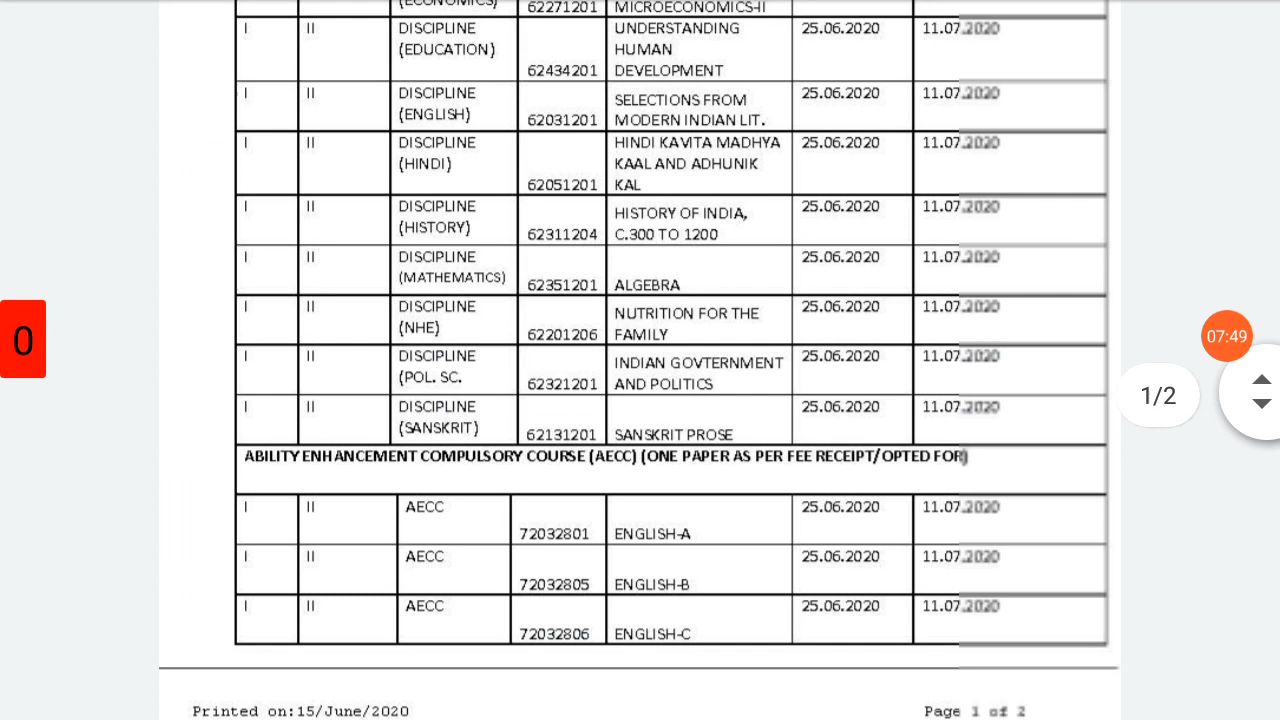 (ECONOMICS) 62271201 MICROECONOMICS-II
I II DISCIPLINE (EDUCATION) 62434201 UNDERSTANDING HUMAN DEVELOPMENT 25.06.2020 11.07.2020
I II DISCIPLINE (ENGLISH) 62031201 SELECTIONS FROM MODERN INDIAN LIT. 25.06.2020 11.07.2020
I II DISCIPLINE (HINDI) 62051201 HINDI KAVITA MADHYA KAAL AND ADHUNIK KAL 25.06.2020 11.07.2020
I II DISCIPLINE (HISTORY) 62311204 HISTORY OF INDIA, C.300 TO 1200 25.06.2020 11.07.2020
I II DISCIPLINE (MATHEMATICS) 62351201 ALGEBRA 25.06.2020 11.07.2020
I II DISCIPLINE (NHE) 62201206 NUTRITION FOR THE FAMILY 25.06.2020 11.07.2020
I II DISCIPLINE (POL. SC. 62321201 INDIAN GOVTERNMENT AND POLITICS 25.06.2020 11.07.2020
I II DISCIPLINE (SANSKRIT) 62131201 SANSKRIT PROSE 25.06.2020 11.07.2020
ABILITY ENHANCEMENT COMPULSORY COURSE (AECC) (ONE PAPER AS PER FEE RECEIPT/OPTED FOR)
I II AECC 72032801 ENGLISH-A 25.06.2020 11.07.2020
I II AECC 72032805 ENGLISH-B 25.06.2020 11.07.2020
I II AECC 72032806 ENGLISH-C 25.06.2020 11.07.2020
Printed on:15/June/2020 Page 1 of 2
0
07:49
1/2